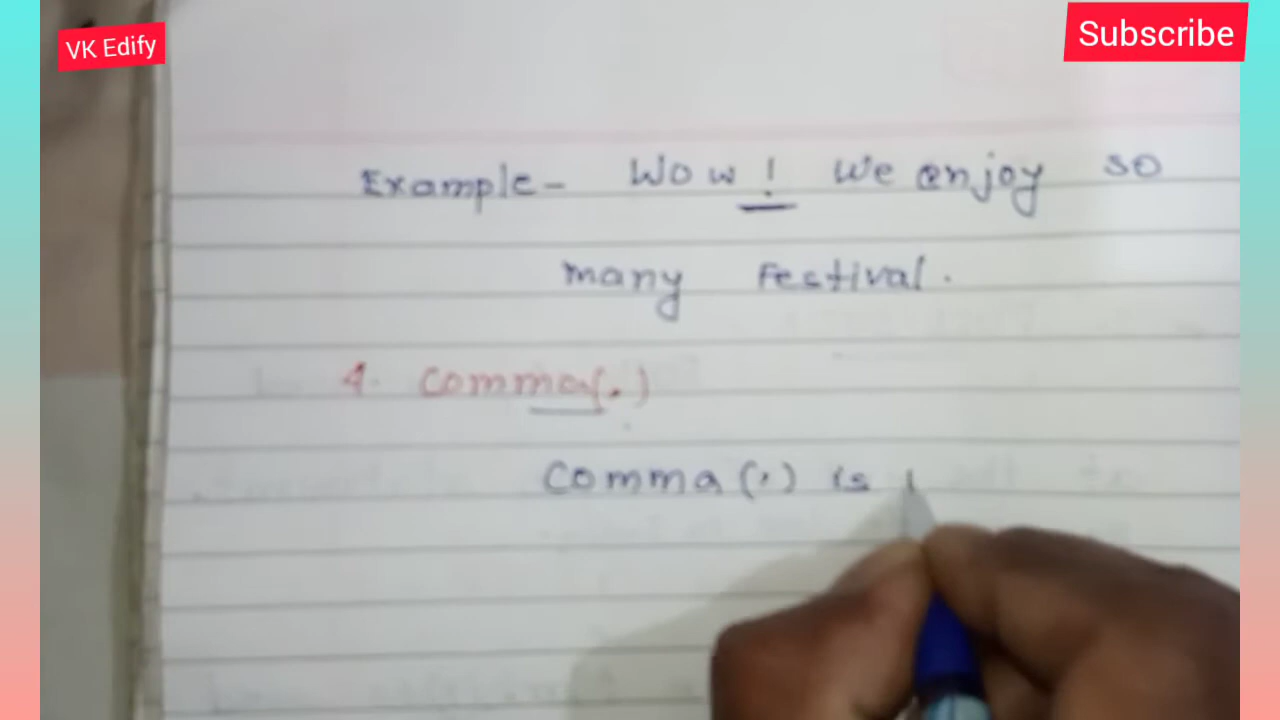 VK Edify
Subscribe
Example- Wow! We enjoy so
many Festival.
4. Comma(,)
Comma (,) is